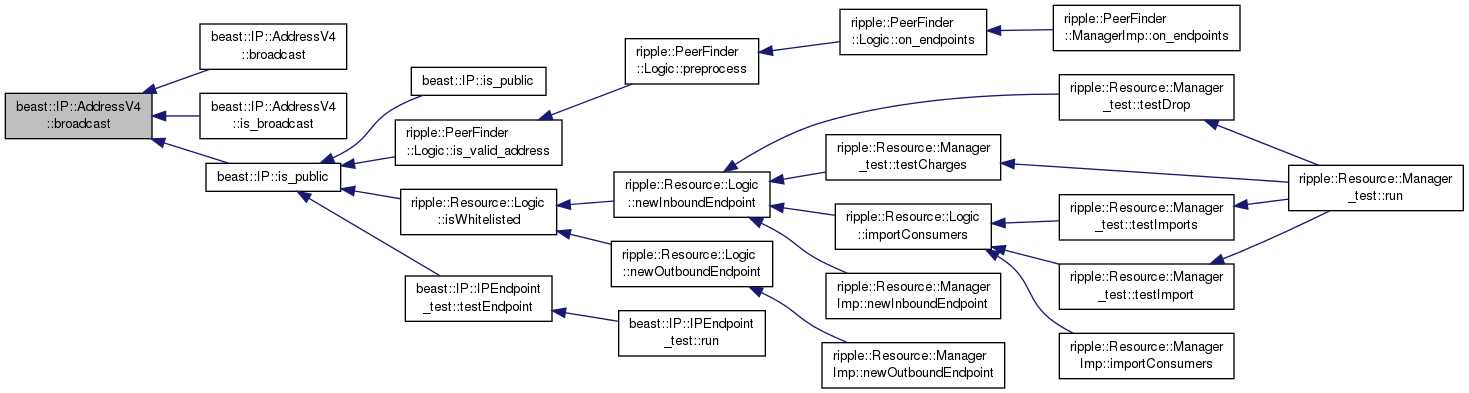 beast::IP::AddressV4
::broadcast
beast::IP::AddressV4
::broadcast
beast::IP::AddressV4
::is_broadcast
beast::IP::is_public
beast::IP::is_public
ripple::PeerFinder
::Logic::is_valid_address
ripple::Resource::Logic
::isWhitelisted
beast::IP::IPEndpoint
_test::testEndpoint
ripple::PeerFinder
::Logic::preprocess
ripple::Resource::Logic
::newInboundEndpoint
ripple::Resource::Logic
::newOutboundEndpoint
beast::IP::IPEndpoint
_test::run
ripple::PeerFinder
::Logic::on_endpoints
ripple::Resource::Manager
_test::testCharges
ripple::Resource::Logic
::importConsumers
ripple::Resource::Manager
Imp::newInboundEndpoint
ripple::Resource::Manager
Imp::newOutboundEndpoint
ripple::PeerFinder
::ManagerImp::on_endpoints
ripple::Resource::Manager
_test::testDrop
ripple::Resource::Manager
_test::testImports
ripple::Resource::Manager
_test::testImport
ripple::Resource::Manager
Imp::importConsumers
ripple::Resource::Manager
_test::run